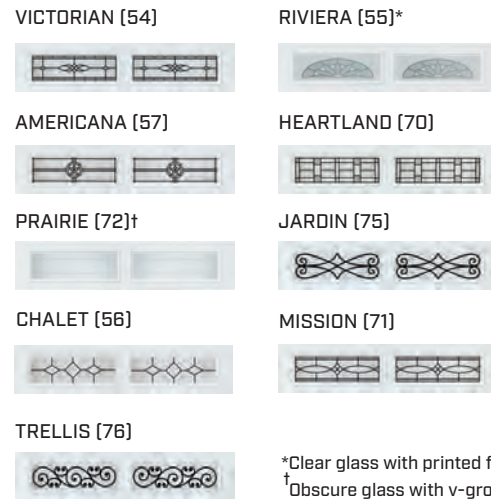 VICTORIAN (54)
RIVIERA (55)*
AMERICANA (57)
HEARTLAND (70)
PRAIRIE (72)†
JARDIN (75)
CHALET (56)
MISSION (71)
TRELLIS (76)
*Clear glass with printed
†Obscure glass with